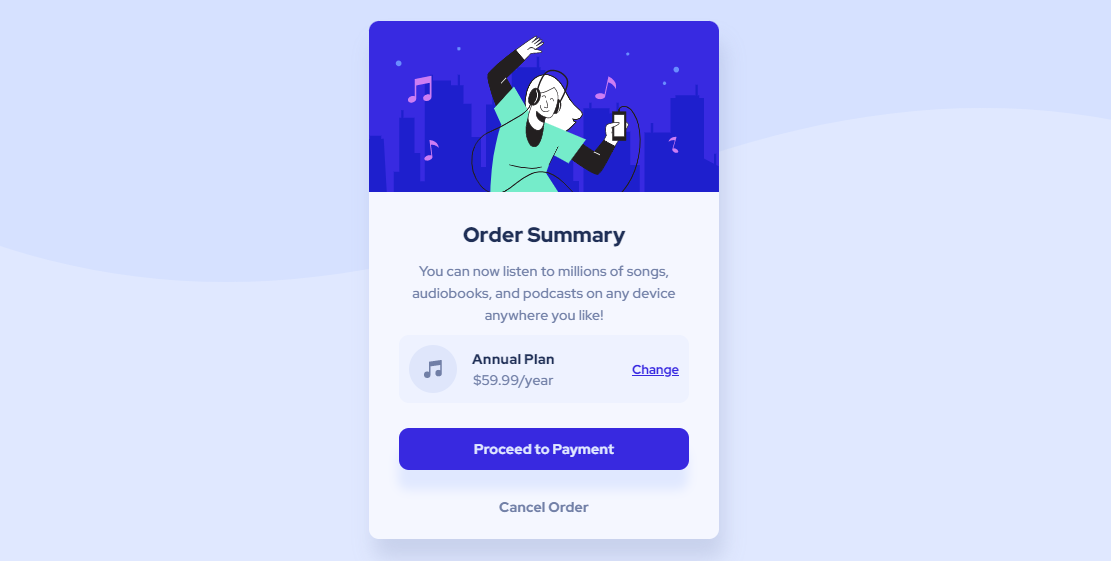 Order Summary
You can now listen to millions of songs,
audiobooks, and podcasts on any device
anywhere you like!
Annual Plan
$59.99/year
Change
Proceed to Payment
Cancel Order